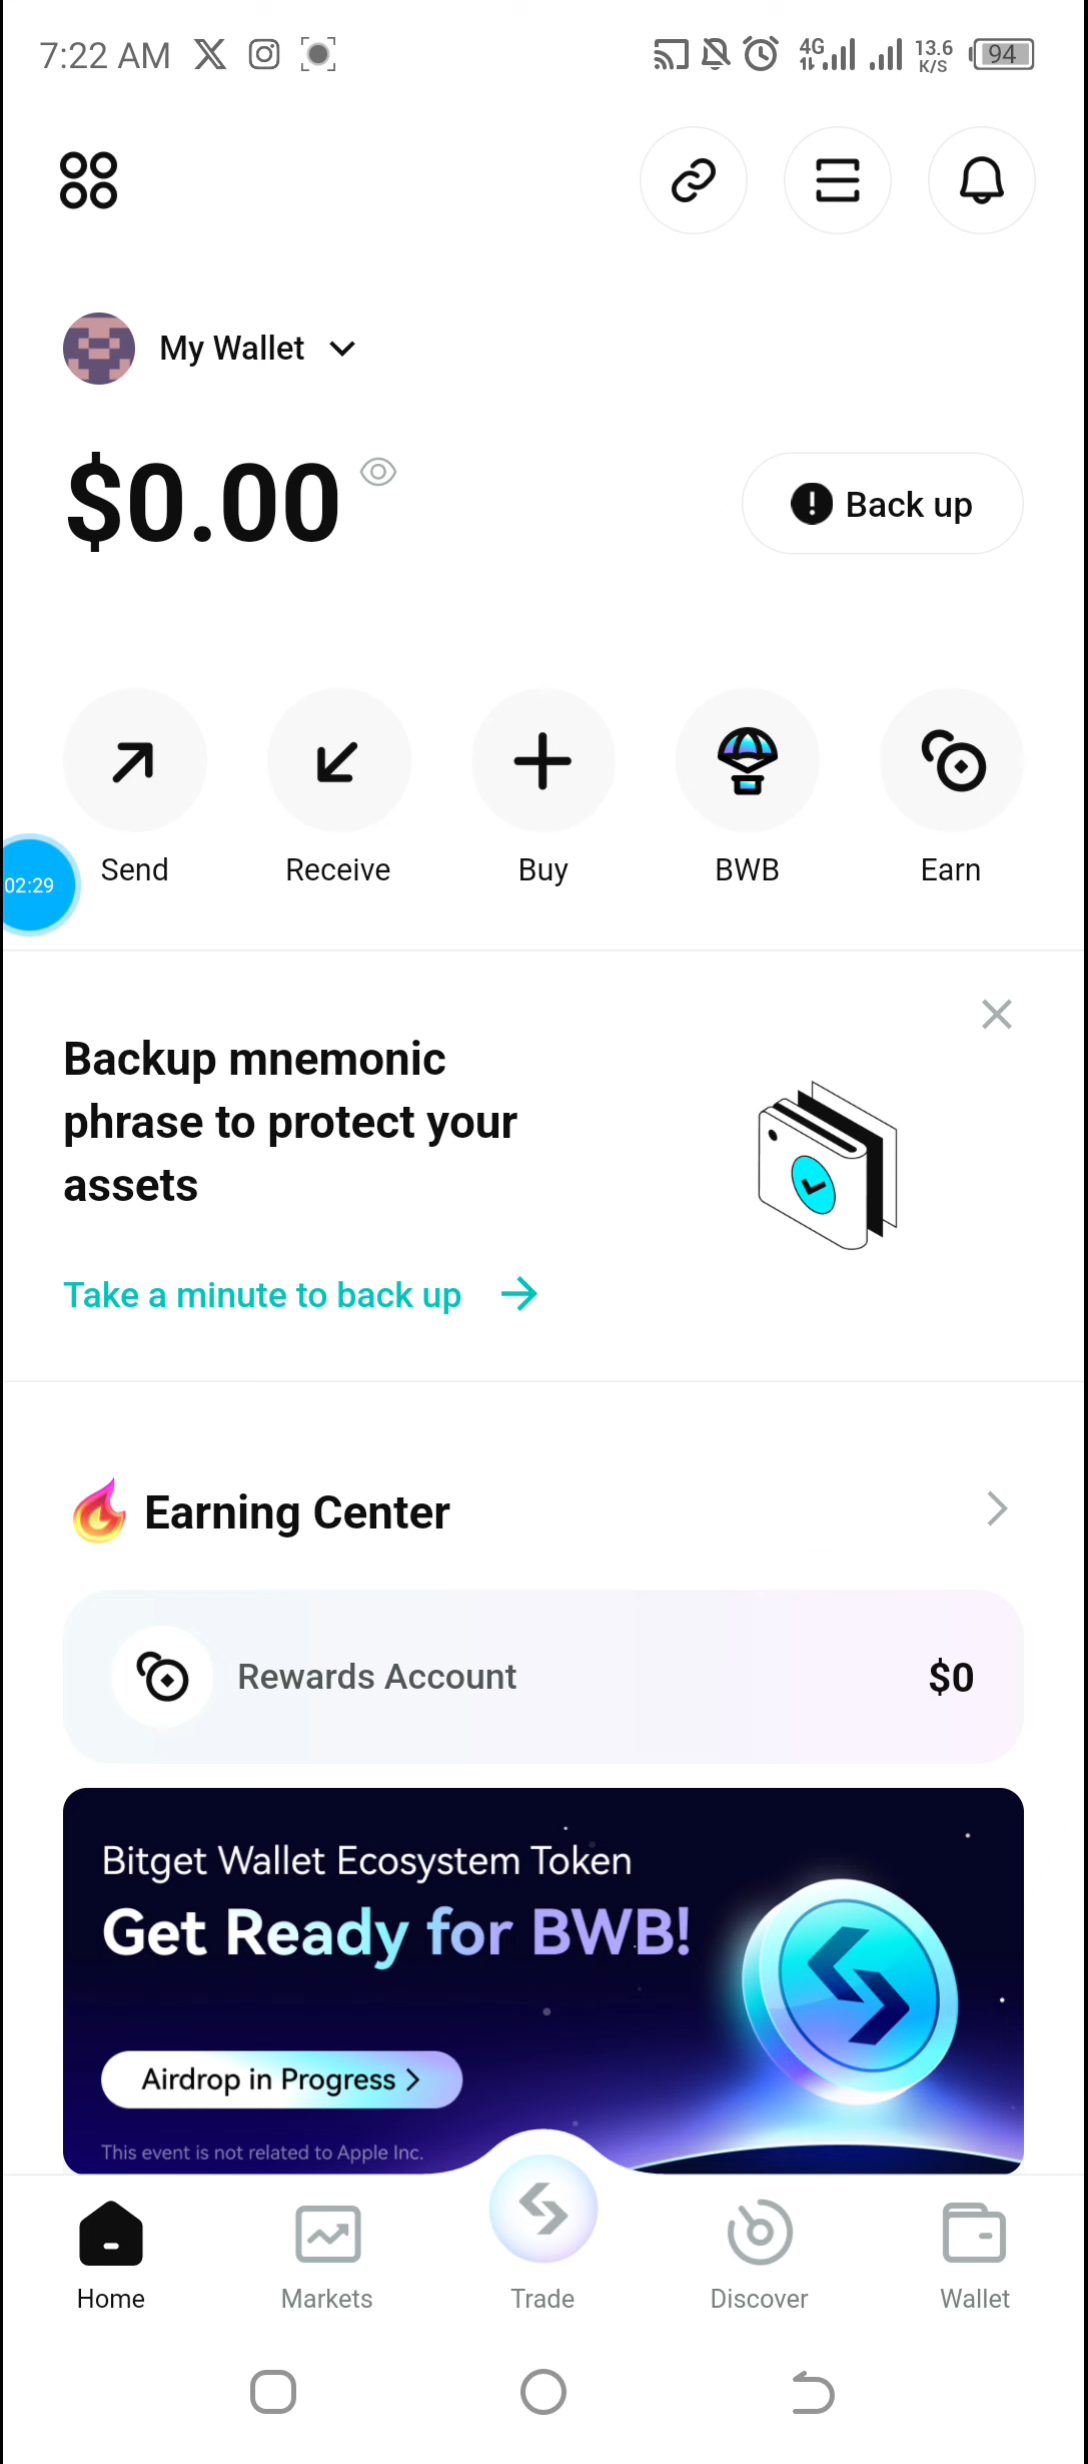 7:22 AM
4G
13.6
K/S
94
My Wallet
$0.00
Back up
Send
Receive
Buy
BWB
Earn
02:29
Backup mnemonic
phrase to protect your
assets
Take a minute to back up
Earning Center
Rewards Account
$0
Bitget Wallet Ecosystem Token
Get Ready for BWB!
Airdrop in Progress >
This event is not related to Apple Inc.
Home
Markets
Trade
Discover
Wallet